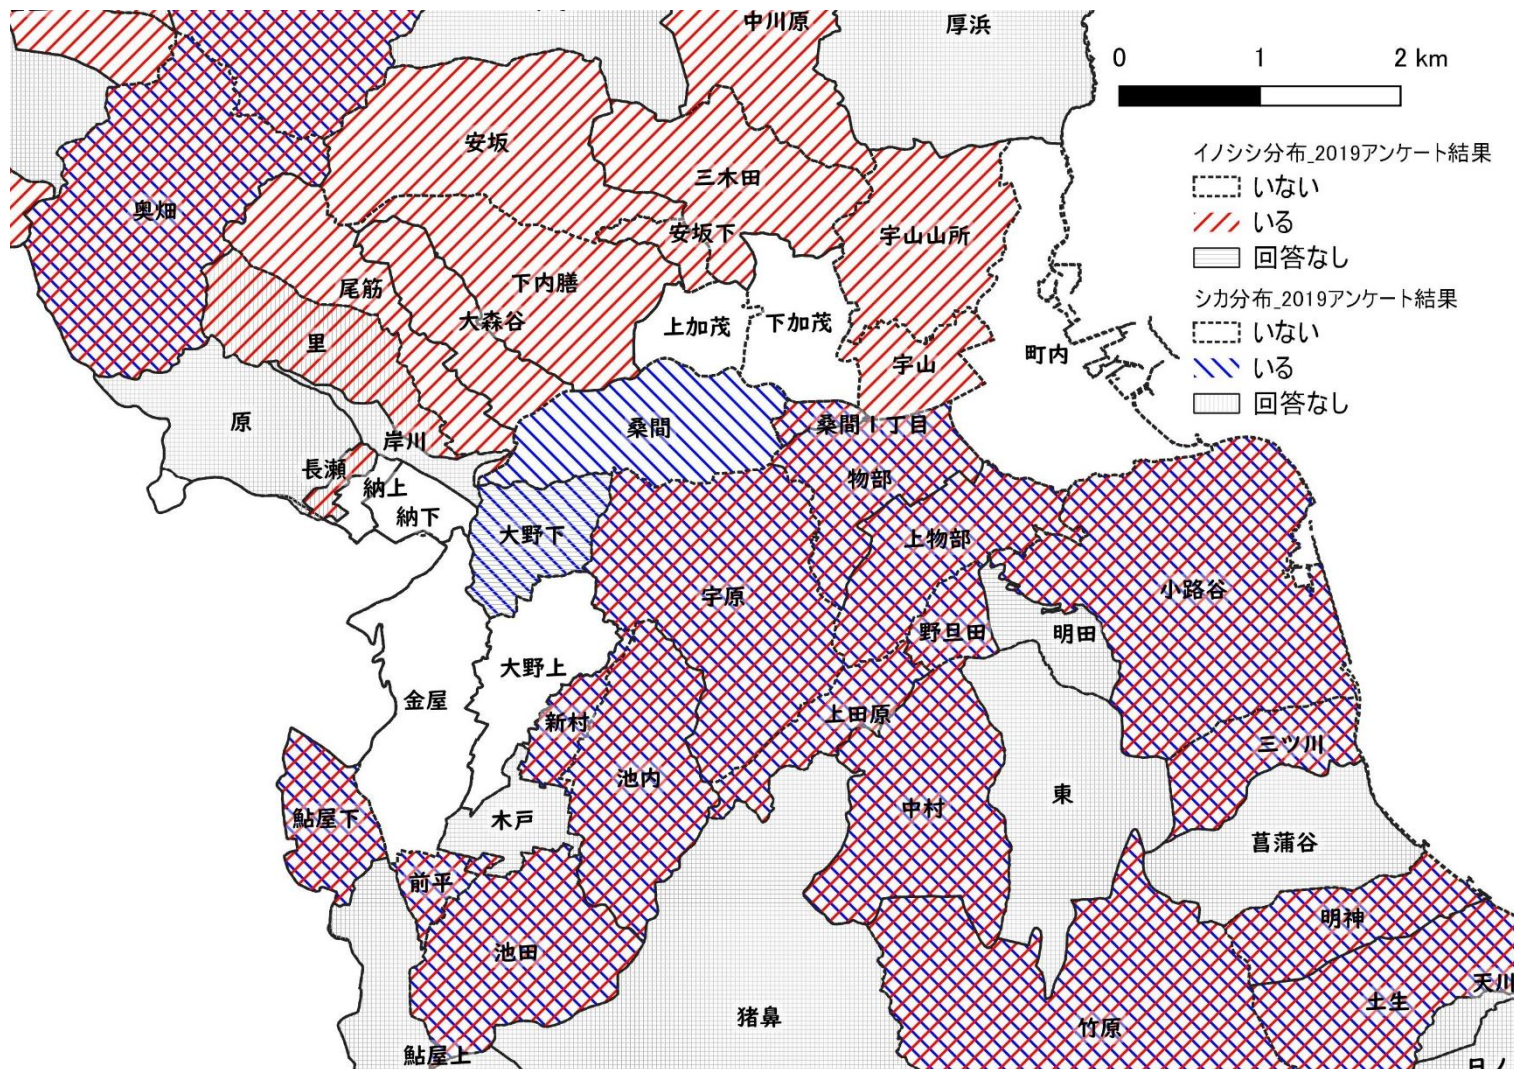 中川原
厚浜
0 1 2 km
イノシシ分布_2019アンケート結果
いない
いる
回答なし
シカ分布_2019アンケート結果
いない
いる
回答なし
安坂
三木田
奥畑
安坂下
宇山山所
下内膳
尾筋
大森谷
上加茂
下加茂
里
町内
宇山
原
桑間
桑間1丁目
岸川
長瀬
物部
納上
納下
大野下
上物部
宇原
小路谷
野旦田
明田
大野上
金屋
新村
上田原
三ツ川
池内
東
中村
鮎屋下
木戸
菖蒲谷
前平
明神
池田
天川
土生
猪鼻
竹原
鮎屋上